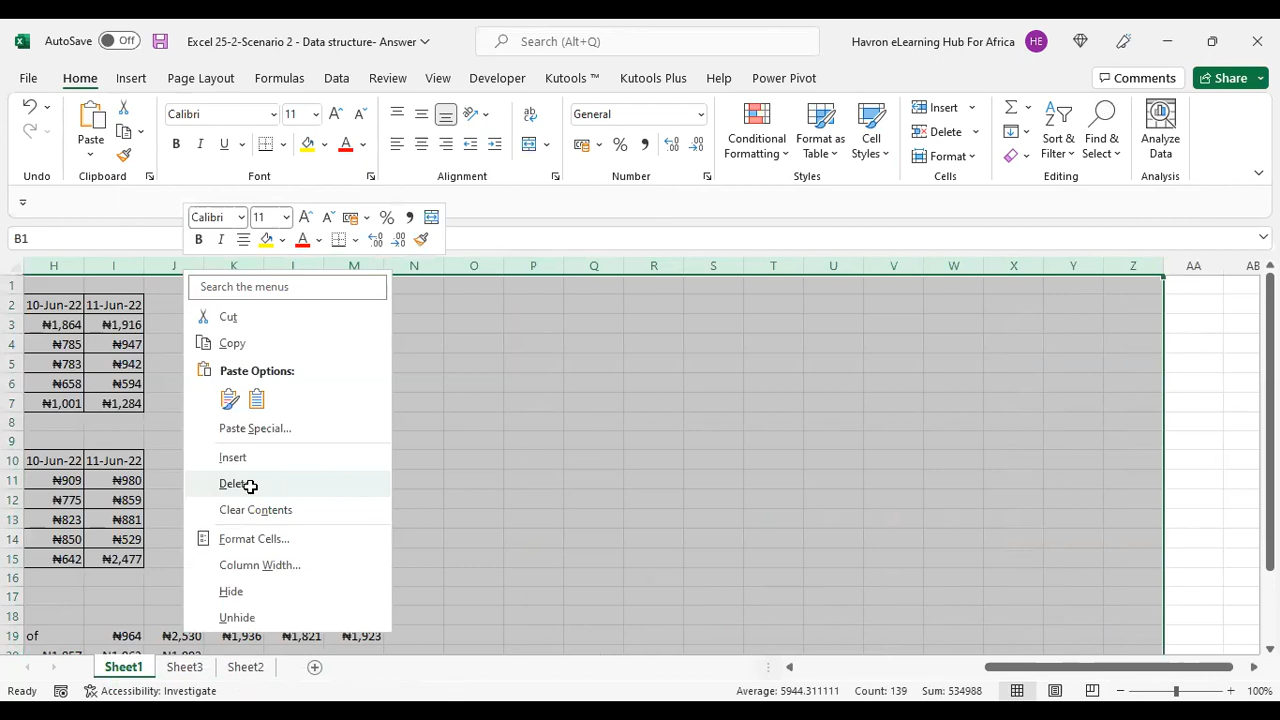 AutoSave Off Excel 25-2-Scenario 2 - Data structure- Answer Search (Alt+Q) Havron eLearning Hub For Africa HE
File Home Insert Page Layout Formulas Data Review View Developer Kutools ™ Kutools Plus Help Power Pivot Comments Share
Paste Calibri 11 General Conditional Formatting Format as Table Cell Styles Insert Delete Format Sort & Filter Find & Select Analyze Data
Undo Clipboard Font Alignment Number Styles Cells Editing Analysis
Calibri 11
B1
H I J K L M N O P Q R S T U V W X Y Z AA AB
1 Search the menus
2 10-Jun-22 11-Jun-22
3 ₦1,864 ₦1,916 Cut
4 ₦785 ₦947 Copy
5 ₦783 ₦942 Paste Options:
6 ₦658 ₦594
7 ₦1,001 ₦1,284
8 Paste Special...
9 Insert
10 10-Jun-22 11-Jun-22
11 ₦909 ₦980 Delete
12 ₦775 ₦859 Clear Contents
13 ₦823 ₦881
14 ₦850 ₦529 Format Cells...
15 ₦642 ₦2,477 Column Width...
16
17 Hide
18 Unhide
19 of ₦964 ₦2,530 ₦1,936 ₦1,821 ₦1,923
Sheet1 Sheet3 Sheet2
Ready Accessibility: Investigate Average: 5944.311111 Count: 139 Sum: 534988 100%